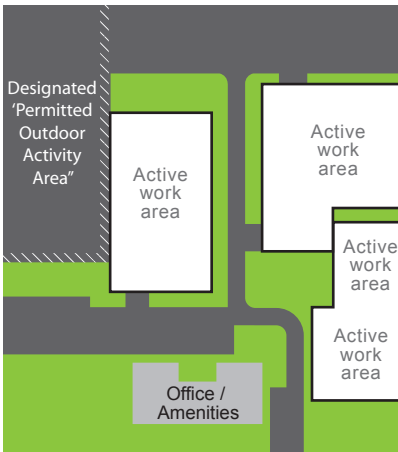 Designated
‘Permitted
Outdoor
Activity
Area”
Active
work
area
Active
work
area
Active
work
area
Active
work
area
Office /
Amenities